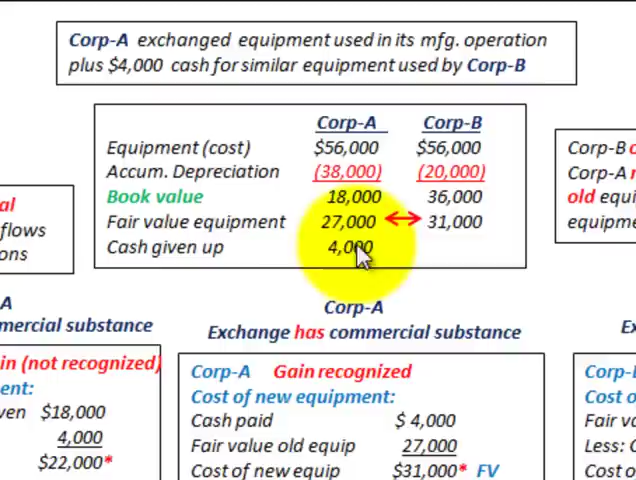 Corp-A exchanged equipment used in its mfg. operation
plus $4,000 cash for similar equipment used by Corp-B
Corp-A Corp-B
Equipment (cost) $56,000 $56,000
Accum. Depreciation (38,000) (20,000)
Book value 18,000 36,000
Fair value equipment 27,000 31,000
Cash given up 4,000
al
flows
ons
Corp-B
Corp-A
old equi
equipme
A
mercial substance
in (not recognized)
ent:
ven $18,000
4,000
$22,000*
Corp-A
Exchange has commercial substance
Corp-A Gain recognized
Cost of new equipment:
Cash paid $ 4,000
Fair value old equip 27,000
Cost of new equip $31,000* FV
Ex
Corp-
Cost o
Fair va
Less: C
Cost o